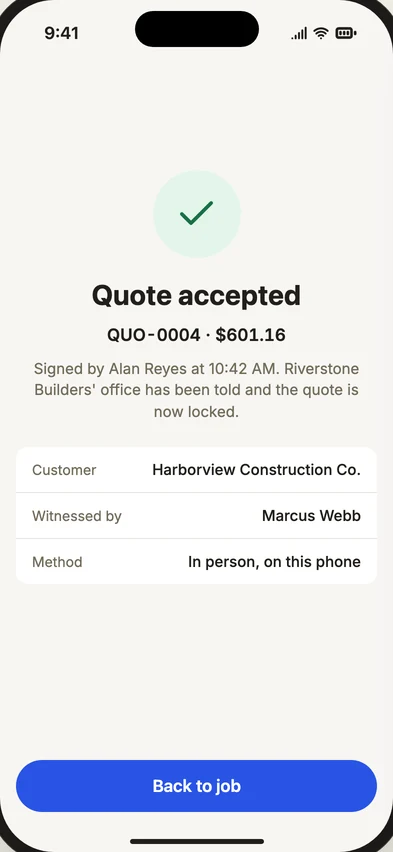 9:41
Quote accepted
QUO-0004 · $601.16
Signed by Alan Reyes at 10:42 AM. Riverstone
Builders' office has been told and the quote is
now locked.
Customer Harborview Construction Co.
Witnessed by Marcus Webb
Method In person, on this phone
Back to job